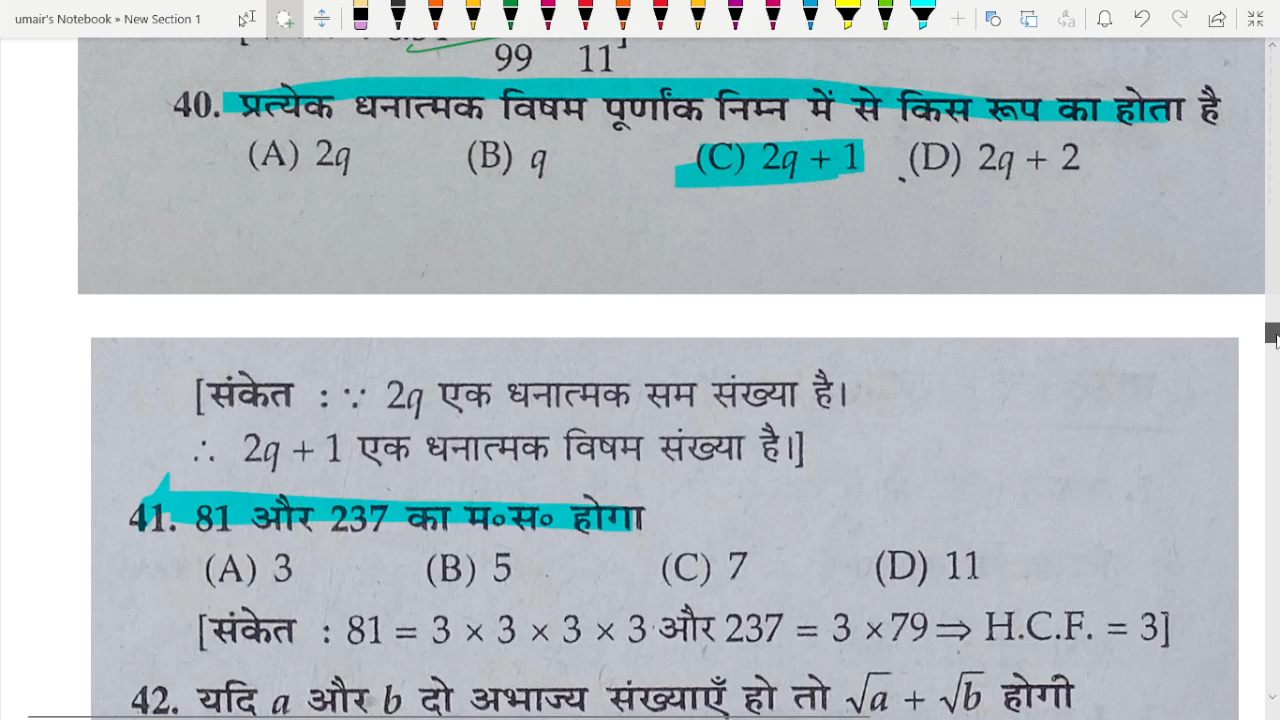 umair's Notebook » New Section 1
99 11
40. प्रत्येक धनात्मक विषम पूर्णांक निम्न में से किस रूप का होता है
(A) 2q (B) q (C) 2q + 1 (D) 2q + 2
[संकेत : ∵ 2q एक धनात्मक सम संख्या है।
∴ 2q + 1 एक धनात्मक विषम संख्या है।]
41. 81 और 237 का म०स० होगा
(A) 3 (B) 5 (C) 7 (D) 11
[संकेत : 81 = 3 × 3 × 3 × 3 और 237 = 3 × 79 ⇒ H.C.F. = 3]
42. यदि a और b दो अभाज्य संख्याएँ हो तो √a + √b होगी